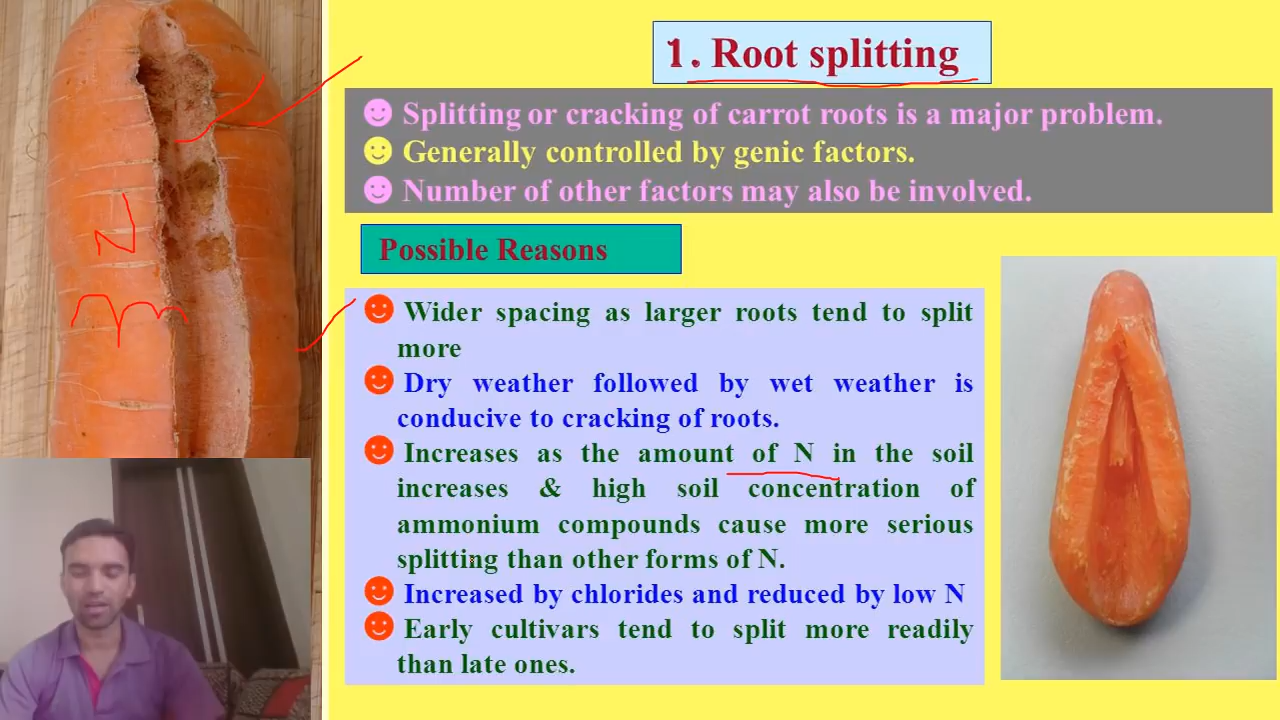 1. Root splitting
Splitting or cracking of carrot roots is a major problem.
Generally controlled by genic factors.
Number of other factors may also be involved.
Possible Reasons
Wider spacing as larger roots tend to split
more
Dry weather followed by wet weather is
conducive to cracking of roots.
Increases as the amount of N in the soil
increases & high soil concentration of
ammonium compounds cause more serious
splitting than other forms of N.
Increased by chlorides and reduced by low N
Early cultivars tend to split more readily
than late ones.